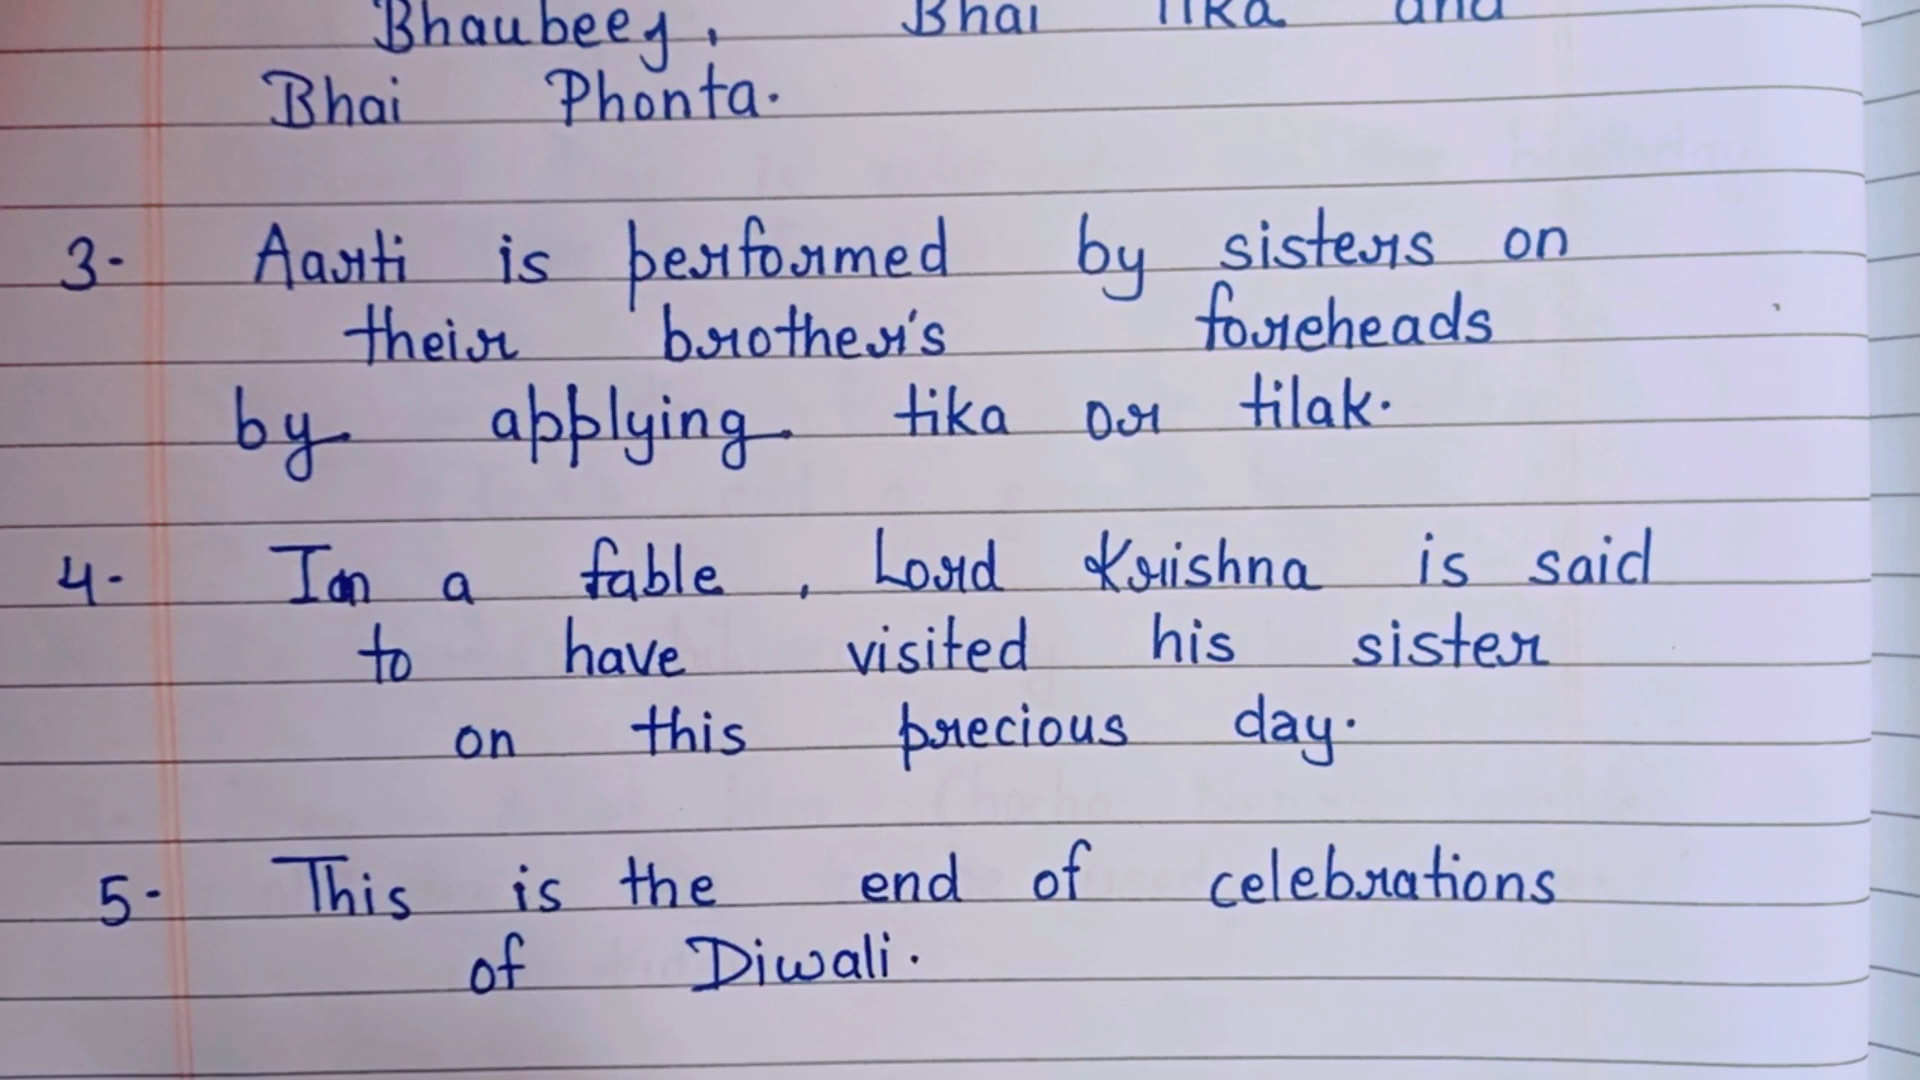 Bhaubeej, Bhai Tika and
Bhai Phonta.
3- Aarti is performed by sisters on
their brother's foreheads
by applying tika or tilak.
4- In a fable, Lord Krishna is said
to have visited his sister
on this precious day.
5- This is the end of celebrations
of Diwali.